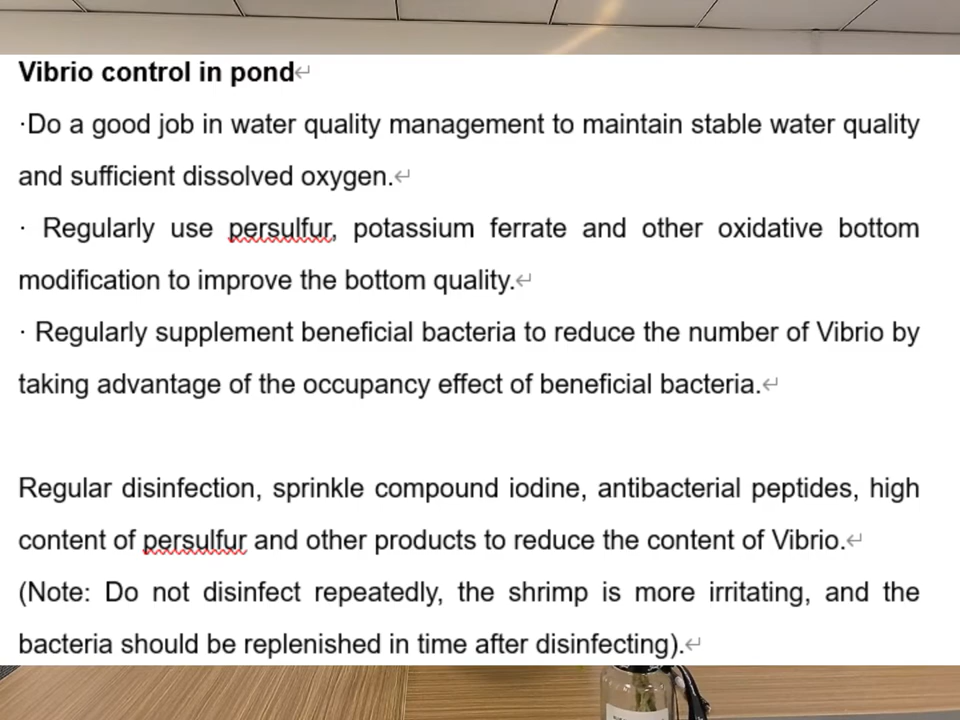 Vibrio control in pond↵
·Do a good job in water quality management to maintain stable water quality
and sufficient dissolved oxygen.↵
· Regularly use persulfur, potassium ferrate and other oxidative bottom
modification to improve the bottom quality.↵
· Regularly supplement beneficial bacteria to reduce the number of Vibrio by
taking advantage of the occupancy effect of beneficial bacteria.↵
Regular disinfection, sprinkle compound iodine, antibacterial peptides, high
content of persulfur and other products to reduce the content of Vibrio.↵
(Note: Do not disinfect repeatedly, the shrimp is more irritating, and the
bacteria should be replenished in time after disinfecting).↵